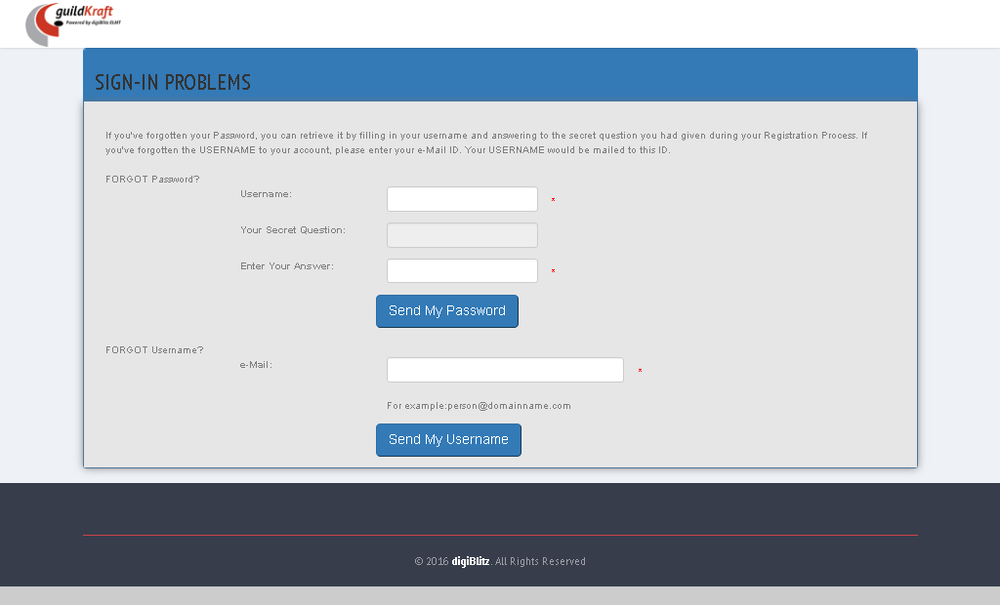 guildKraft
Powered by digiBlitz ELMT
SIGN-IN PROBLEMS
If you've forgotten your Password, you can retrieve it by filling in your username and answering to the secret question you had given during your Registration Process. If
you've forgotten the USERNAME to your account, please enter your e-Mail ID. Your USERNAME would be mailed to this ID.
FORGOT Password?
Username: *
Your Secret Question:
Enter Your Answer: *
Send My Password
FORGOT Username?
e-Mail: *
For example:person@domainname.com
Send My Username
© 2016 digiBlitz. All Rights Reserved